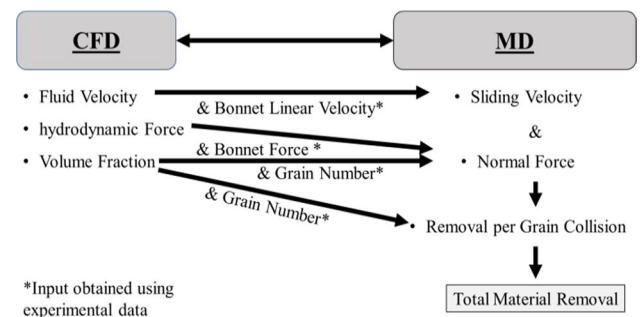 CFD
MD
• Fluid Velocity
& Bonnet Linear Velocity*
• Sliding Velocity
&
• hydrodynamic Force
& Bonnet Force *
• Volume Fraction
& Grain Number*
• Normal Force
& Grain Number*
• Removal per Grain Collision
*Input obtained using
experimental data
Total Material Removal